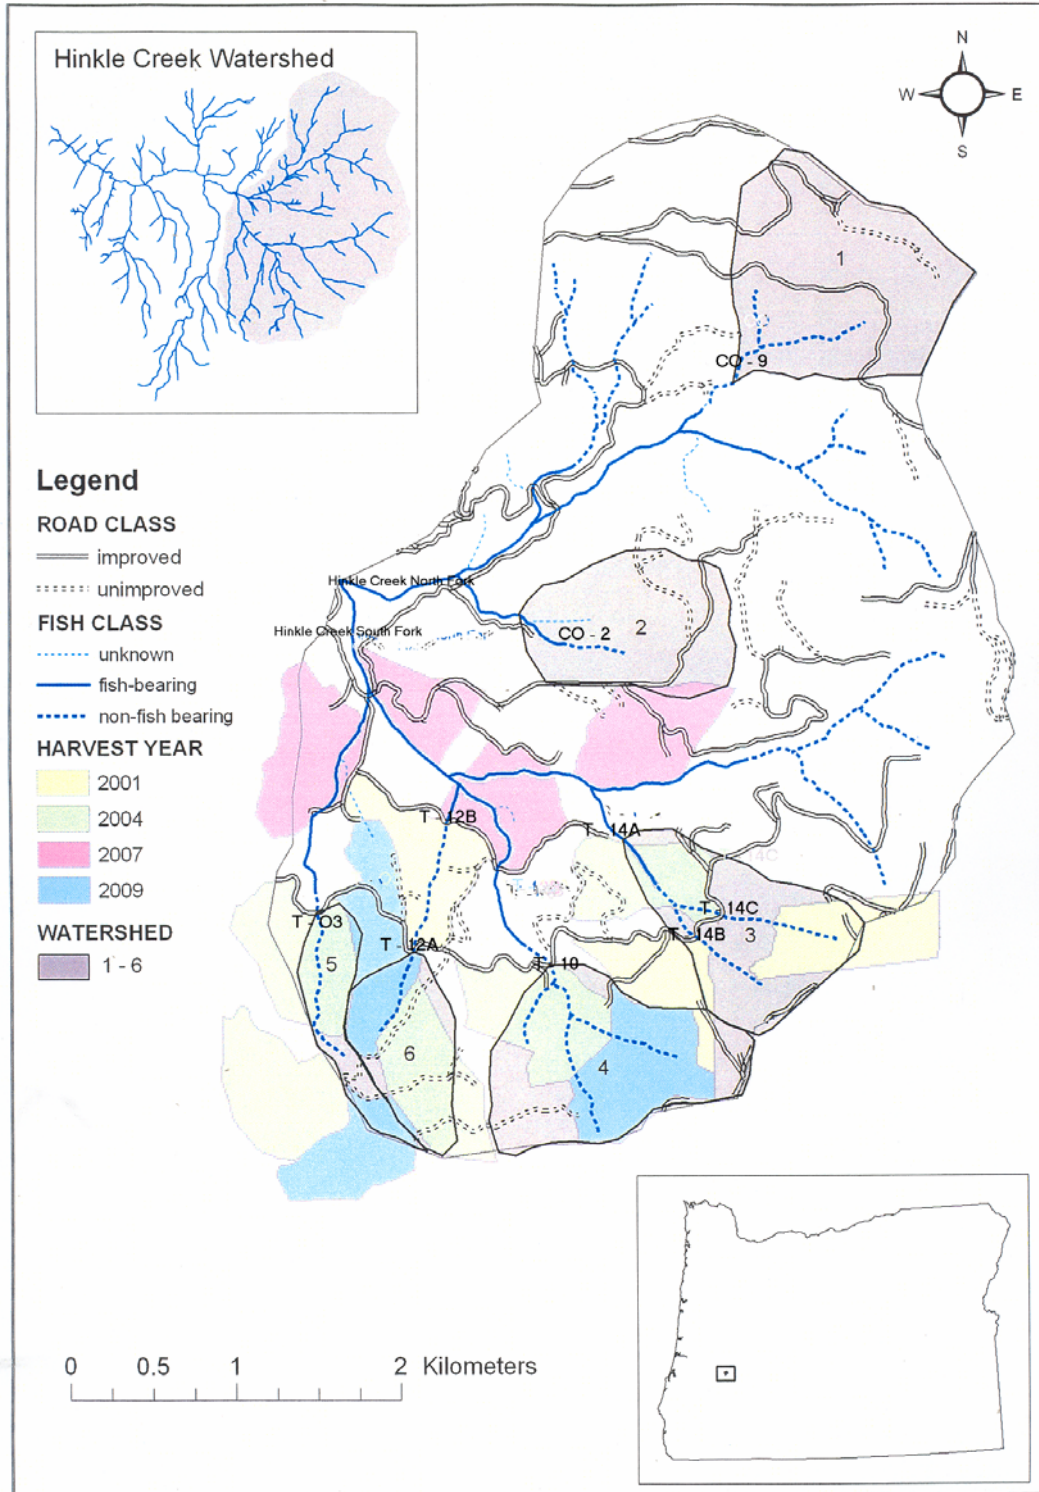 Hinkle Creek Watershed
N
W E
S
1
CO - 9
Legend
ROAD CLASS
improved
unimproved
FISH CLASS
unknown
fish-bearing
non-fish bearing
HARVEST YEAR
2001
2004
2007
2009
WATERSHED
1 - 6
Hinkle Creek North Fork
Hinkle Creek South Fork
CO - 2
2
T - 12B
T - 14A
14C
T - 14C
T - O3
T - 12A
T - 14B
3
5
T - 10
6
4
0 0.5 1 2 Kilometers